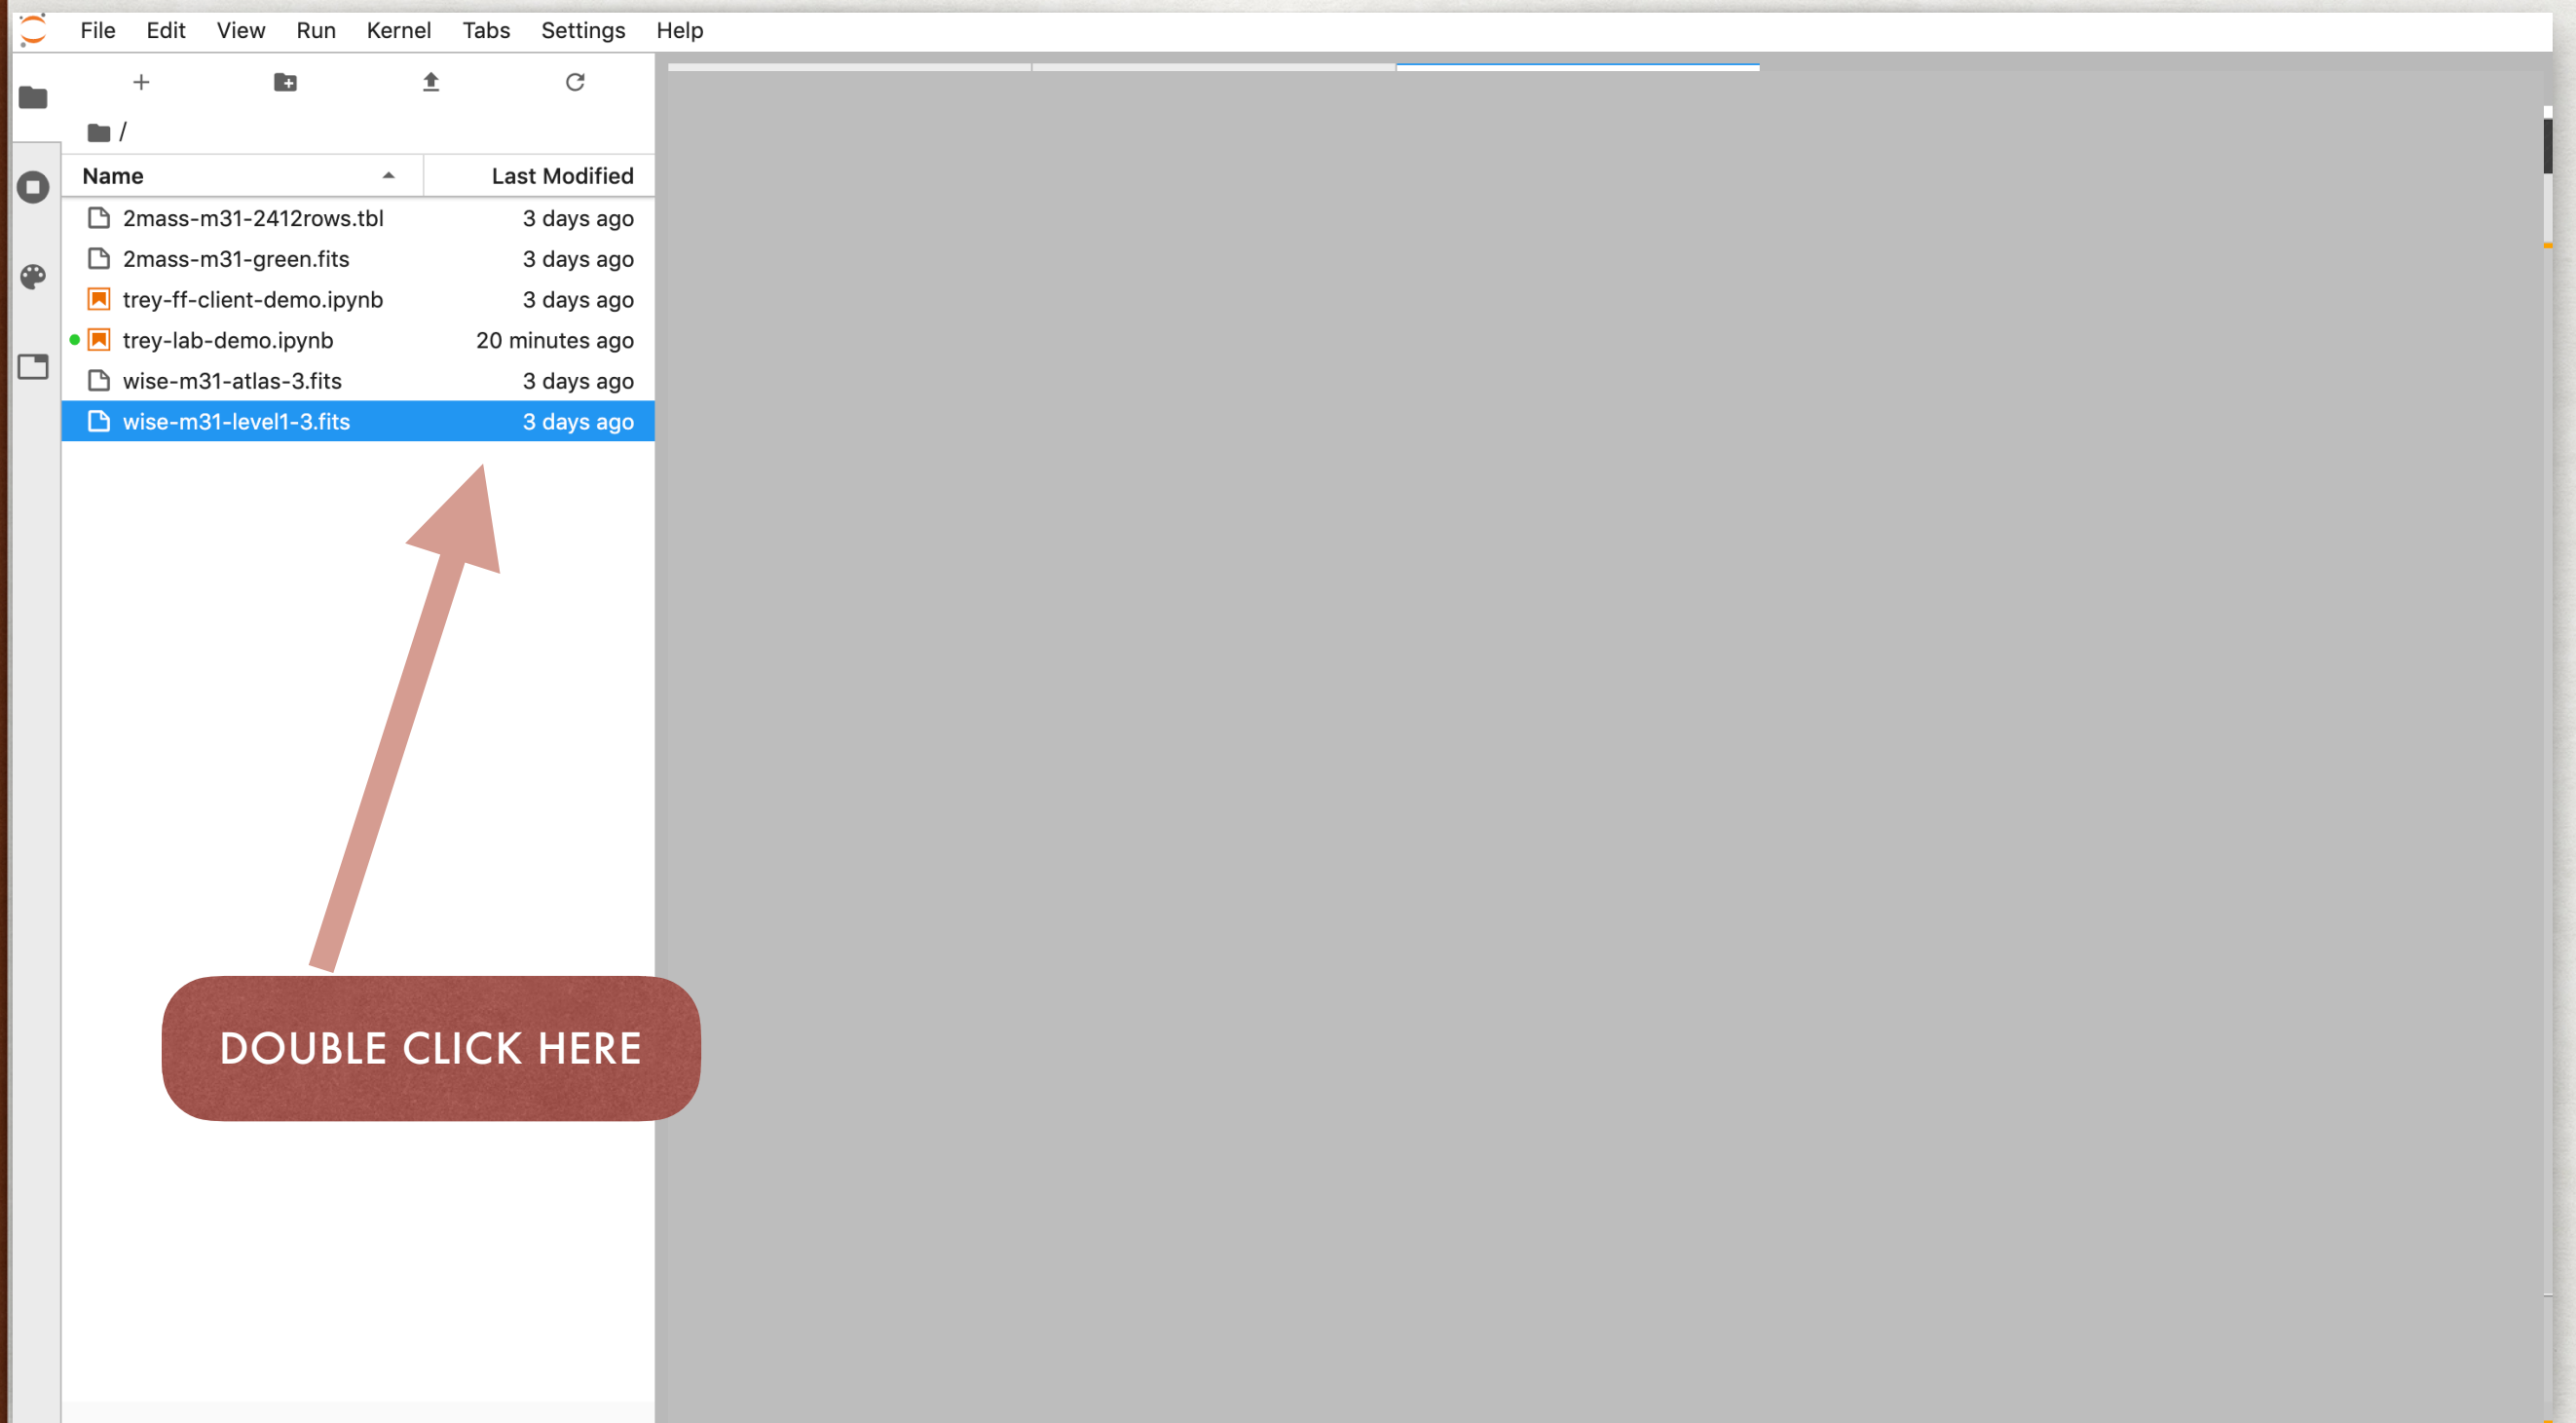 File Edit View Run Kernel Tabs Settings Help
/
Name Last Modified
2mass-m31-2412rows.tbl 3 days ago
2mass-m31-green.fits 3 days ago
trey-ff-client-demo.ipynb 3 days ago
trey-lab-demo.ipynb 20 minutes ago
wise-m31-atlas-3.fits 3 days ago
wise-m31-level1-3.fits 3 days ago
DOUBLE CLICK HERE